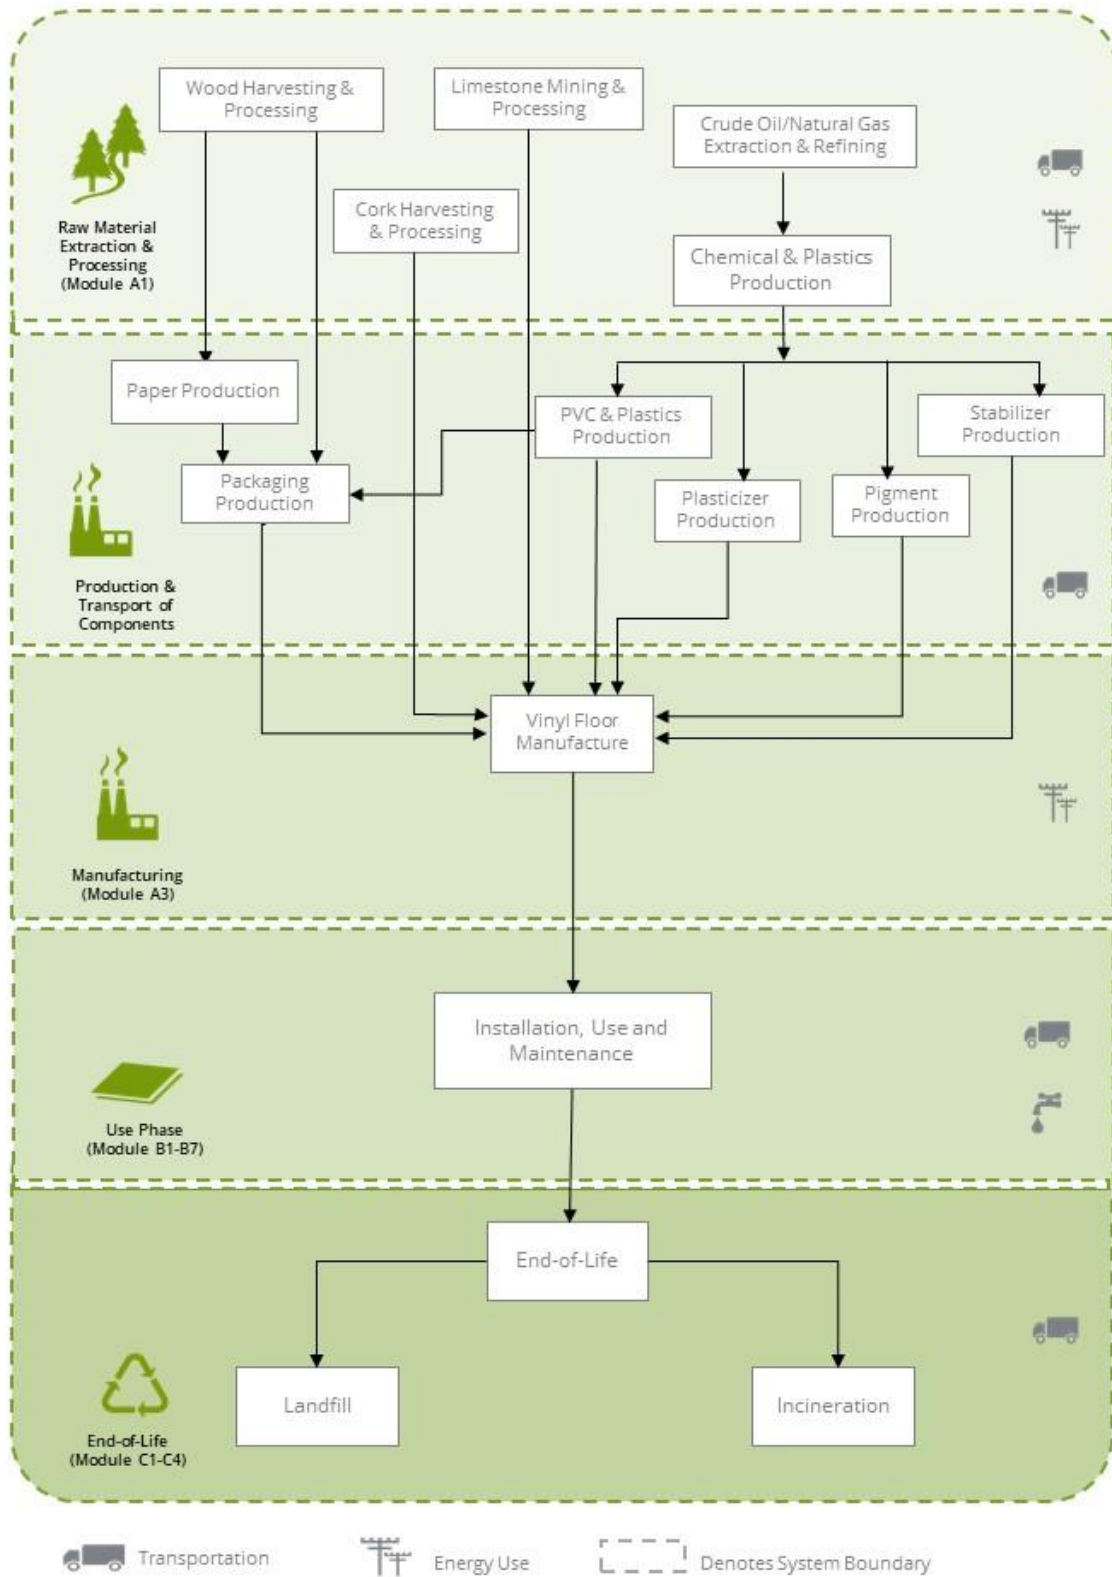 Wood Harvesting &
Processing
Limestone Mining &
Processing
Crude Oil/Natural Gas
Extraction & Refining
Cork Harvesting
& Processing
Raw Material
Extraction &
Processing
(Module A1)
Chemical & Plastics
Production
Paper Production
PVC & Plastics
Production
Stabilizer
Production
Packaging
Production
Plasticizer
Production
Pigment
Production
Production &
Transport of
Components
Vinyl Floor
Manufacture
Manufacturing
(Module A3)
Installation, Use and
Maintenance
Use Phase
(Module B1-B7)
End-of-Life
Landfill
Incineration
End-of-Life
(Module C1-C4)
Transportation
Energy Use
Denotes System Boundary